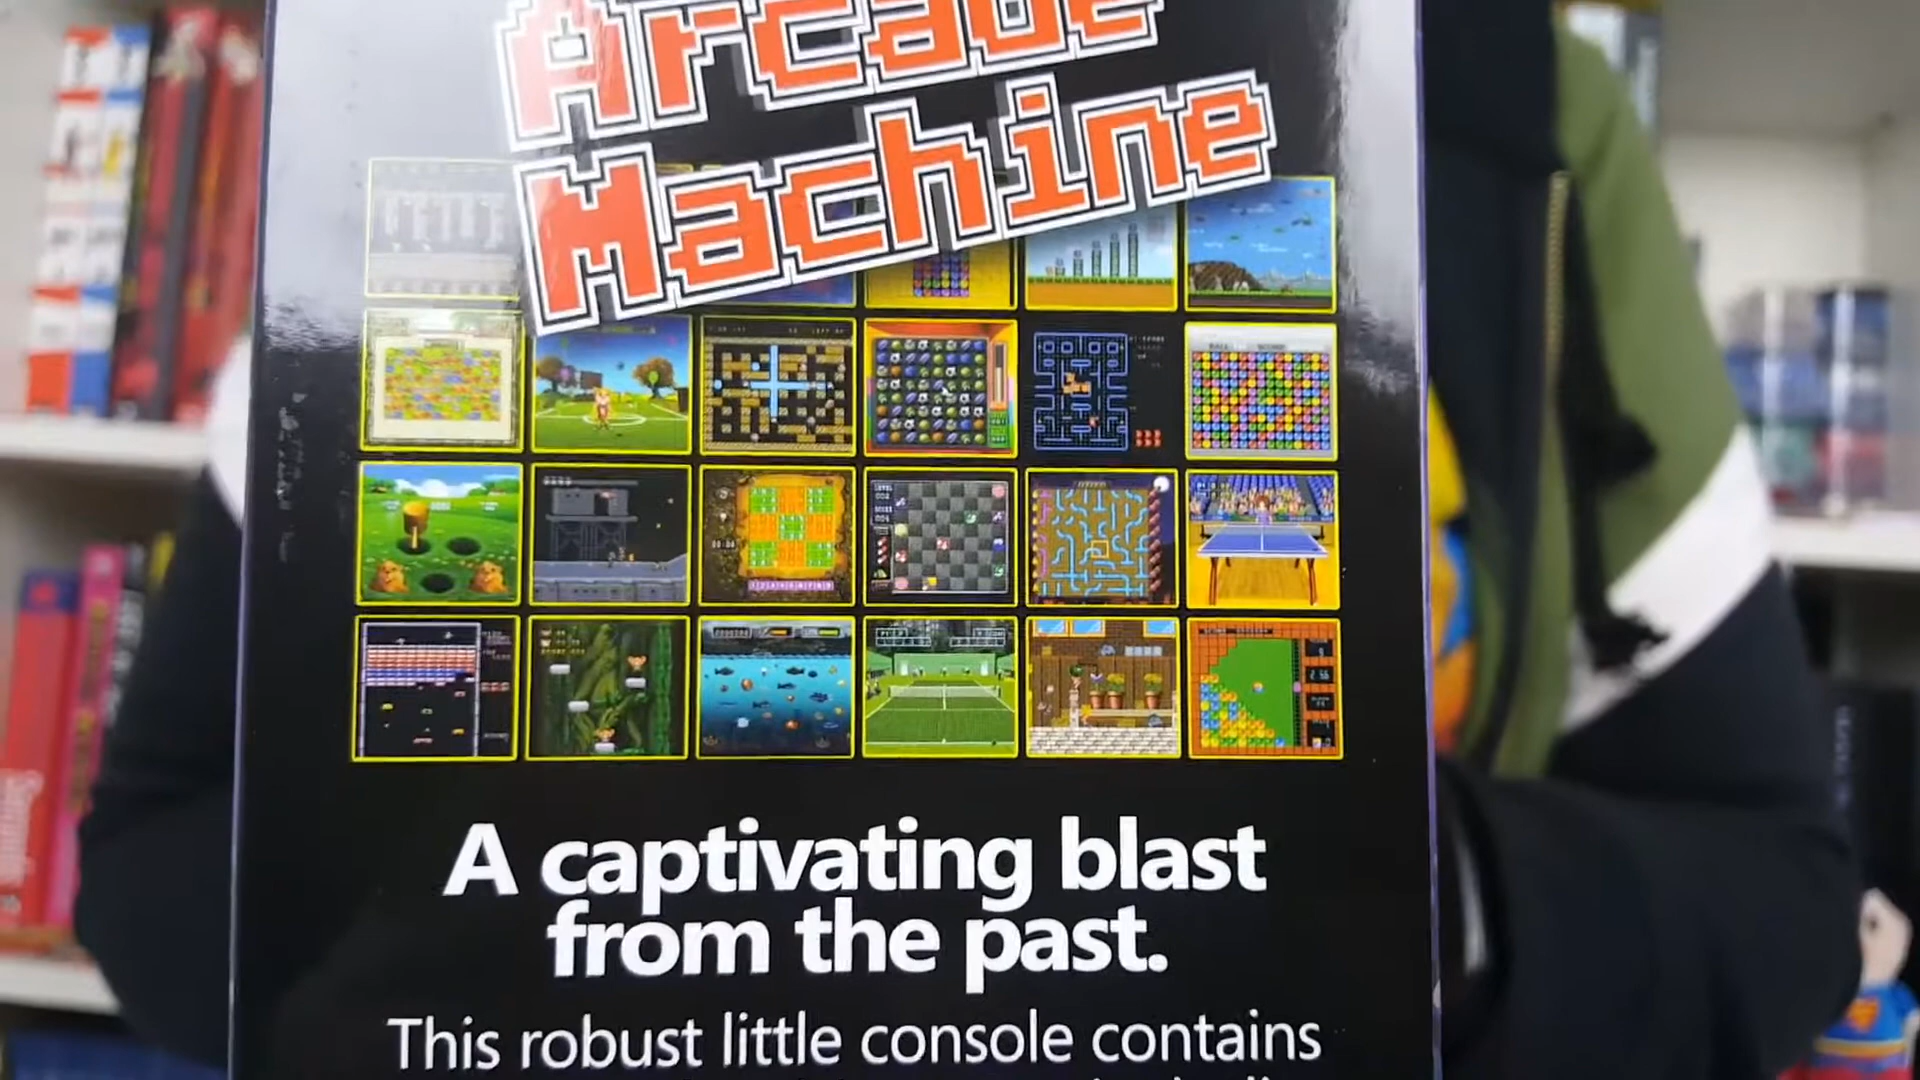 Arcade
Machine
A captivating blast
from the past.
This robust little console contains